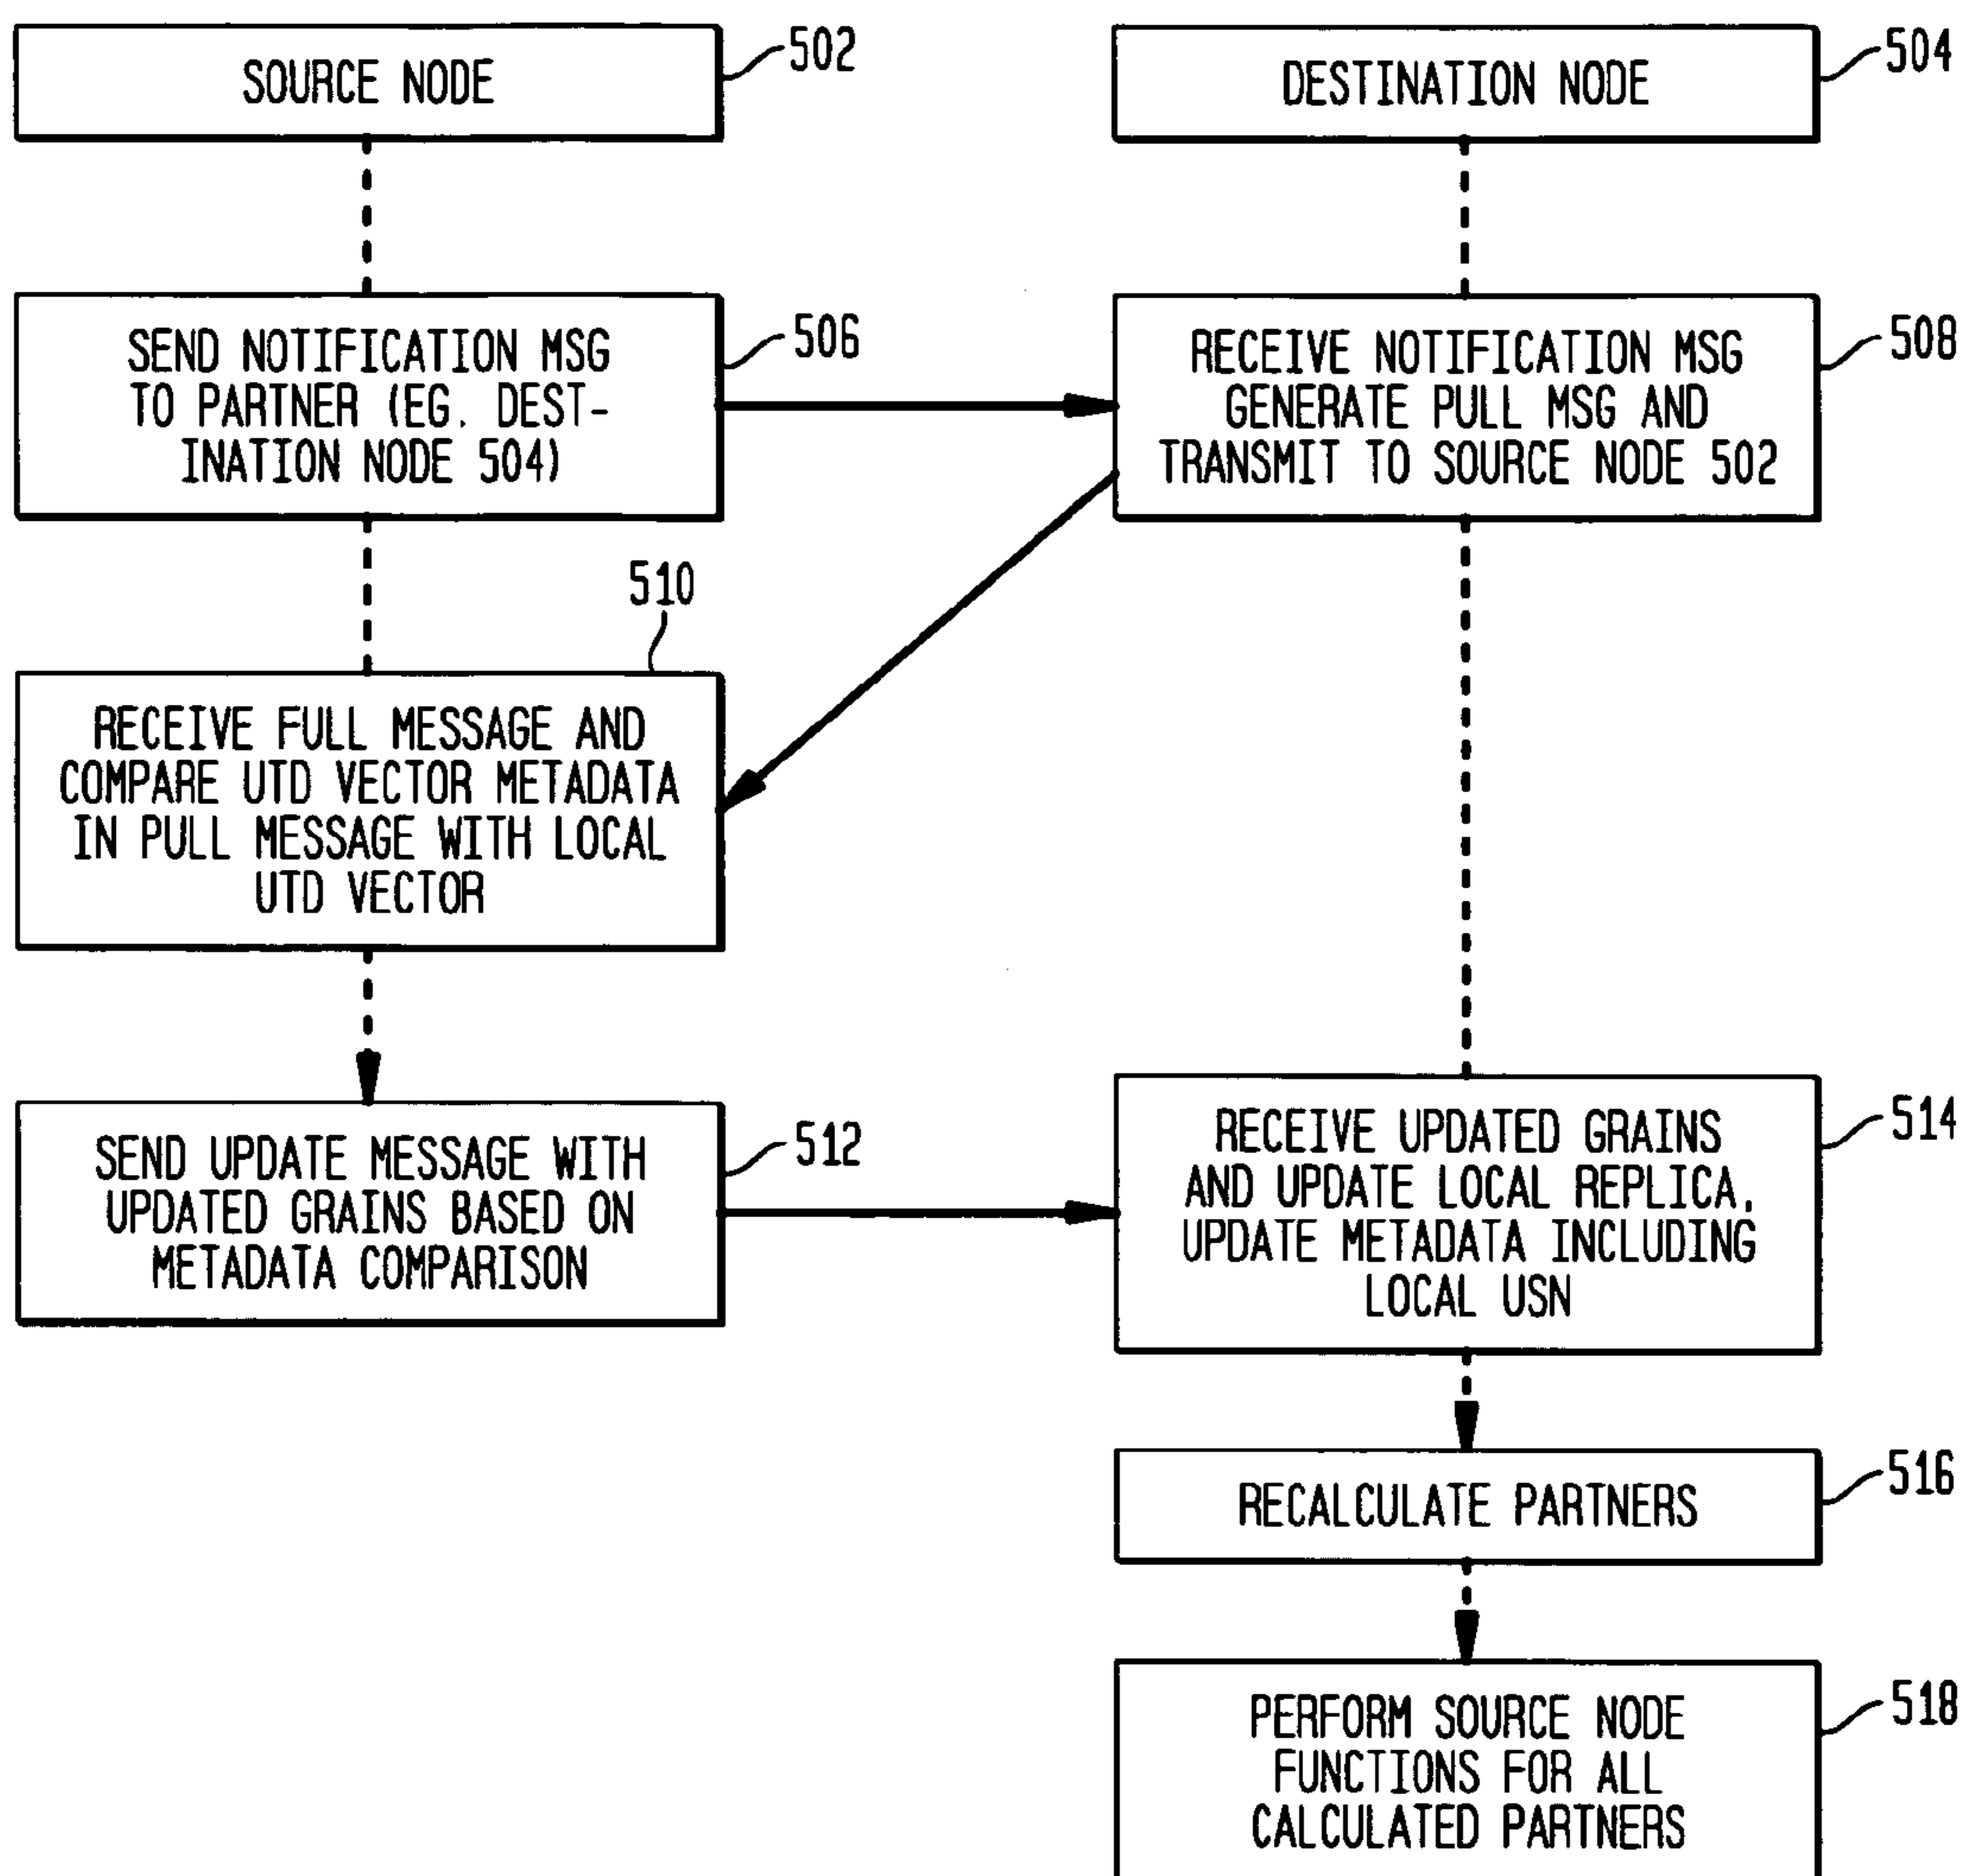 SOURCE NODE
502
DESTINATION NODE
504
SEND NOTIFICATION MSG
TO PARTNER (EG. DEST-
INATION NODE 504)
506
RECEIVE NOTIFICATION MSG
GENERATE PULL MSG AND
TRANSMIT TO SOURCE NODE 502
508
510
RECEIVE FULL MESSAGE AND
COMPARE UTD VECTOR METADATA
IN PULL MESSAGE WITH LOCAL
UTD VECTOR
SEND UPDATE MESSAGE WITH
UPDATED GRAINS BASED ON
METADATA COMPARISON
512
RECEIVE UPDATED GRAINS
AND UPDATE LOCAL REPLICA,
UPDATE METADATA INCLUDING
LOCAL USN
514
RECALCULATE PARTNERS
516
PERFORM SOURCE NODE
FUNCTIONS FOR ALL
CALCULATED PARTNERS
518